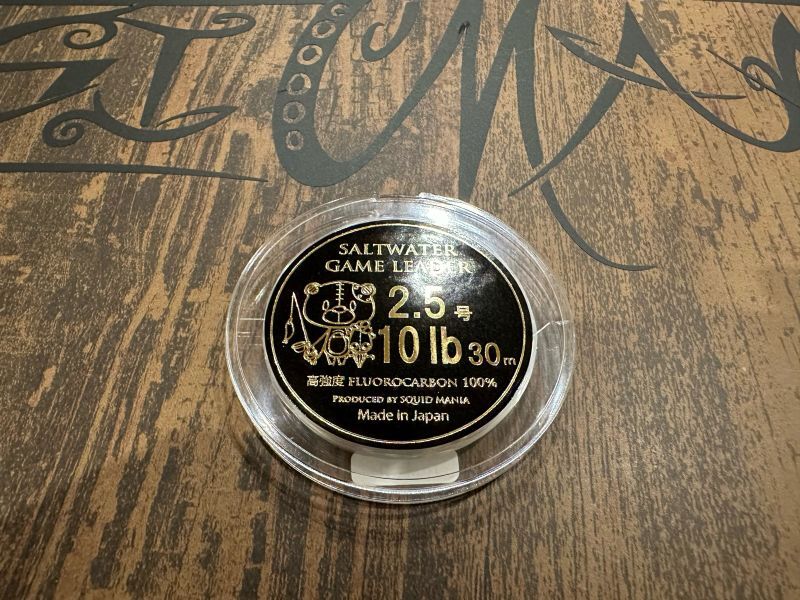 SALTWATER
GAME LEADER
2.5号
10lb 30m
高強度 FLUOROCARBON 100%
PRODUCED BY SQUID MANIA
Made in Japan